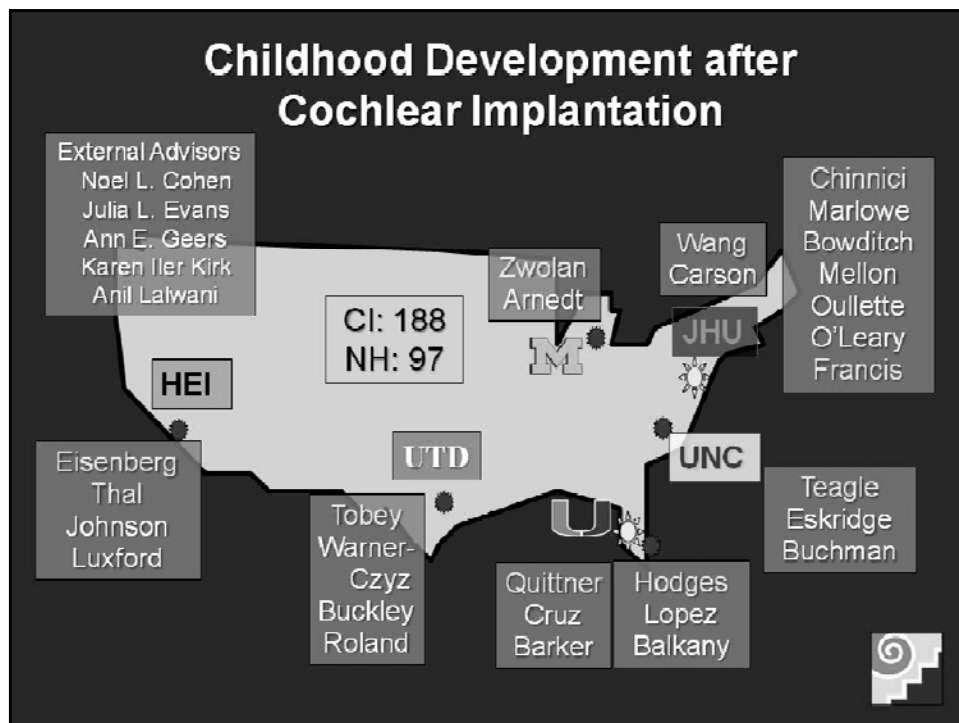 Childhood Development after
Cochlear Implantation
External Advisors
Noel L. Cohen
Julia L. Evans
Ann E. Geers
Karen Iler Kirk
Anil Lalwani
Zwolan
Arnedt
Wang
Carson
Chinnici
Marlowe
Bowditch
Mellon
Oullette
O'Leary
Francis
CI: 188
NH: 97
M
JHU
HEI
UTD
UNC
U
Eisenberg
Thal
Johnson
Luxford
Tobey
Warner-
Czyz
Buckley
Roland
Quittner
Cruz
Barker
Hodges
Lopez
Balkany
Teagle
Eskridge
Buchman